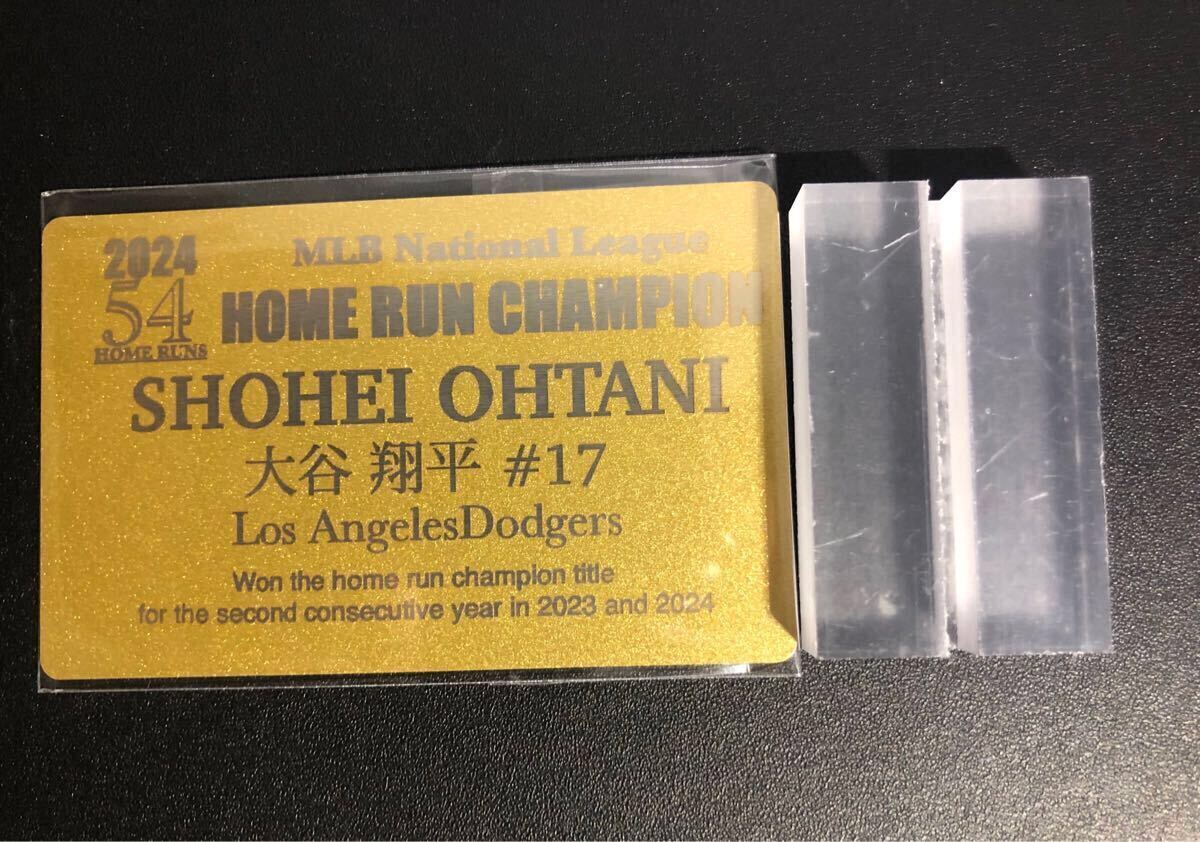 2024
54
HOME RUNS
MLB National League
HOME RUN CHAMPION
SHOHEI OHTANI
大谷 翔平 #17
Los AngelesDodgers
Won the home run champion title
for the second consecutive year in 2023 and 2024